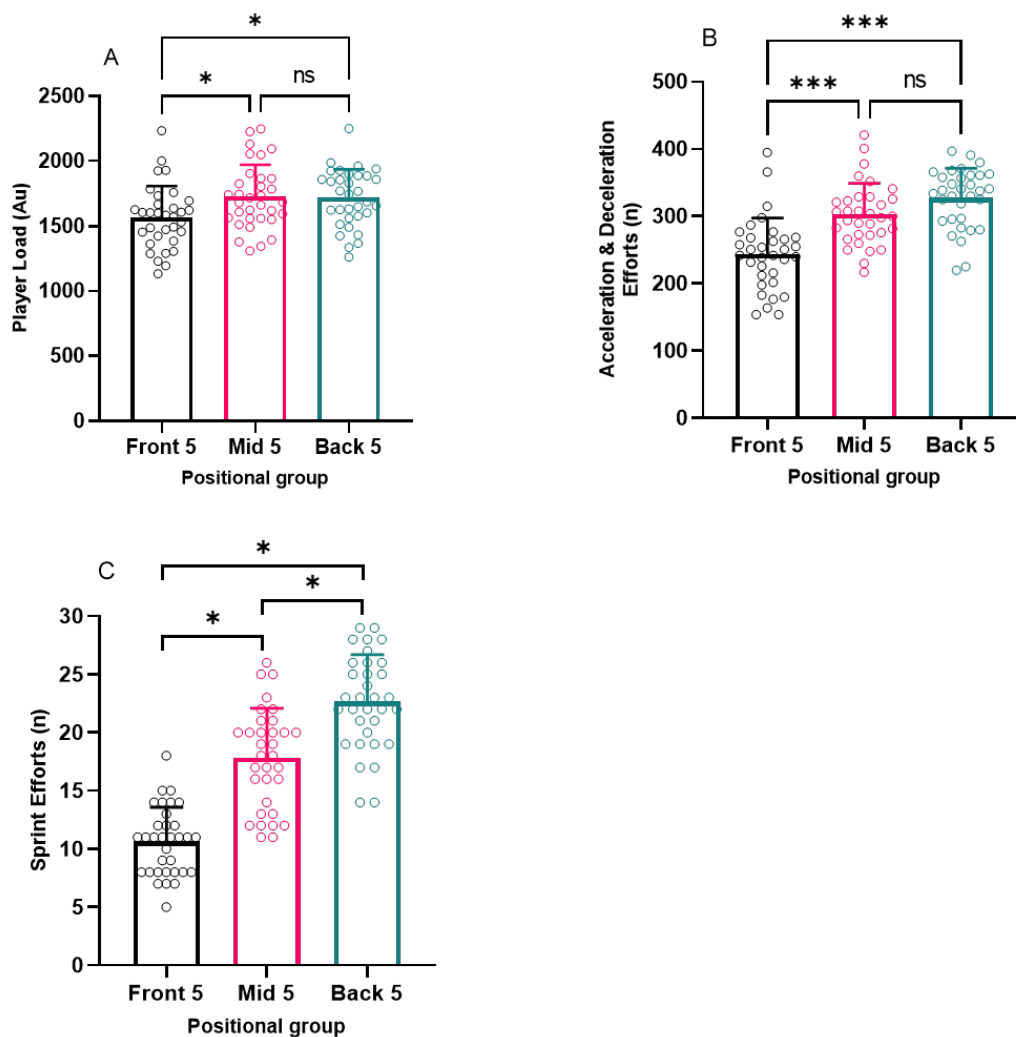 A
*
*
ns
Player Load (Au)
2500
2000
1500
1000
500
0
Front 5
Mid 5
Back 5
Positional group
B
***
***
ns
Acceleration & Deceleration
Efforts (n)
500
400
300
200
100
0
Front 5
Mid 5
Back 5
Positional group
C
*
*
*
Sprint Efforts (n)
30
25
20
15
10
5
0
Front 5
Mid 5
Back 5
Positional group